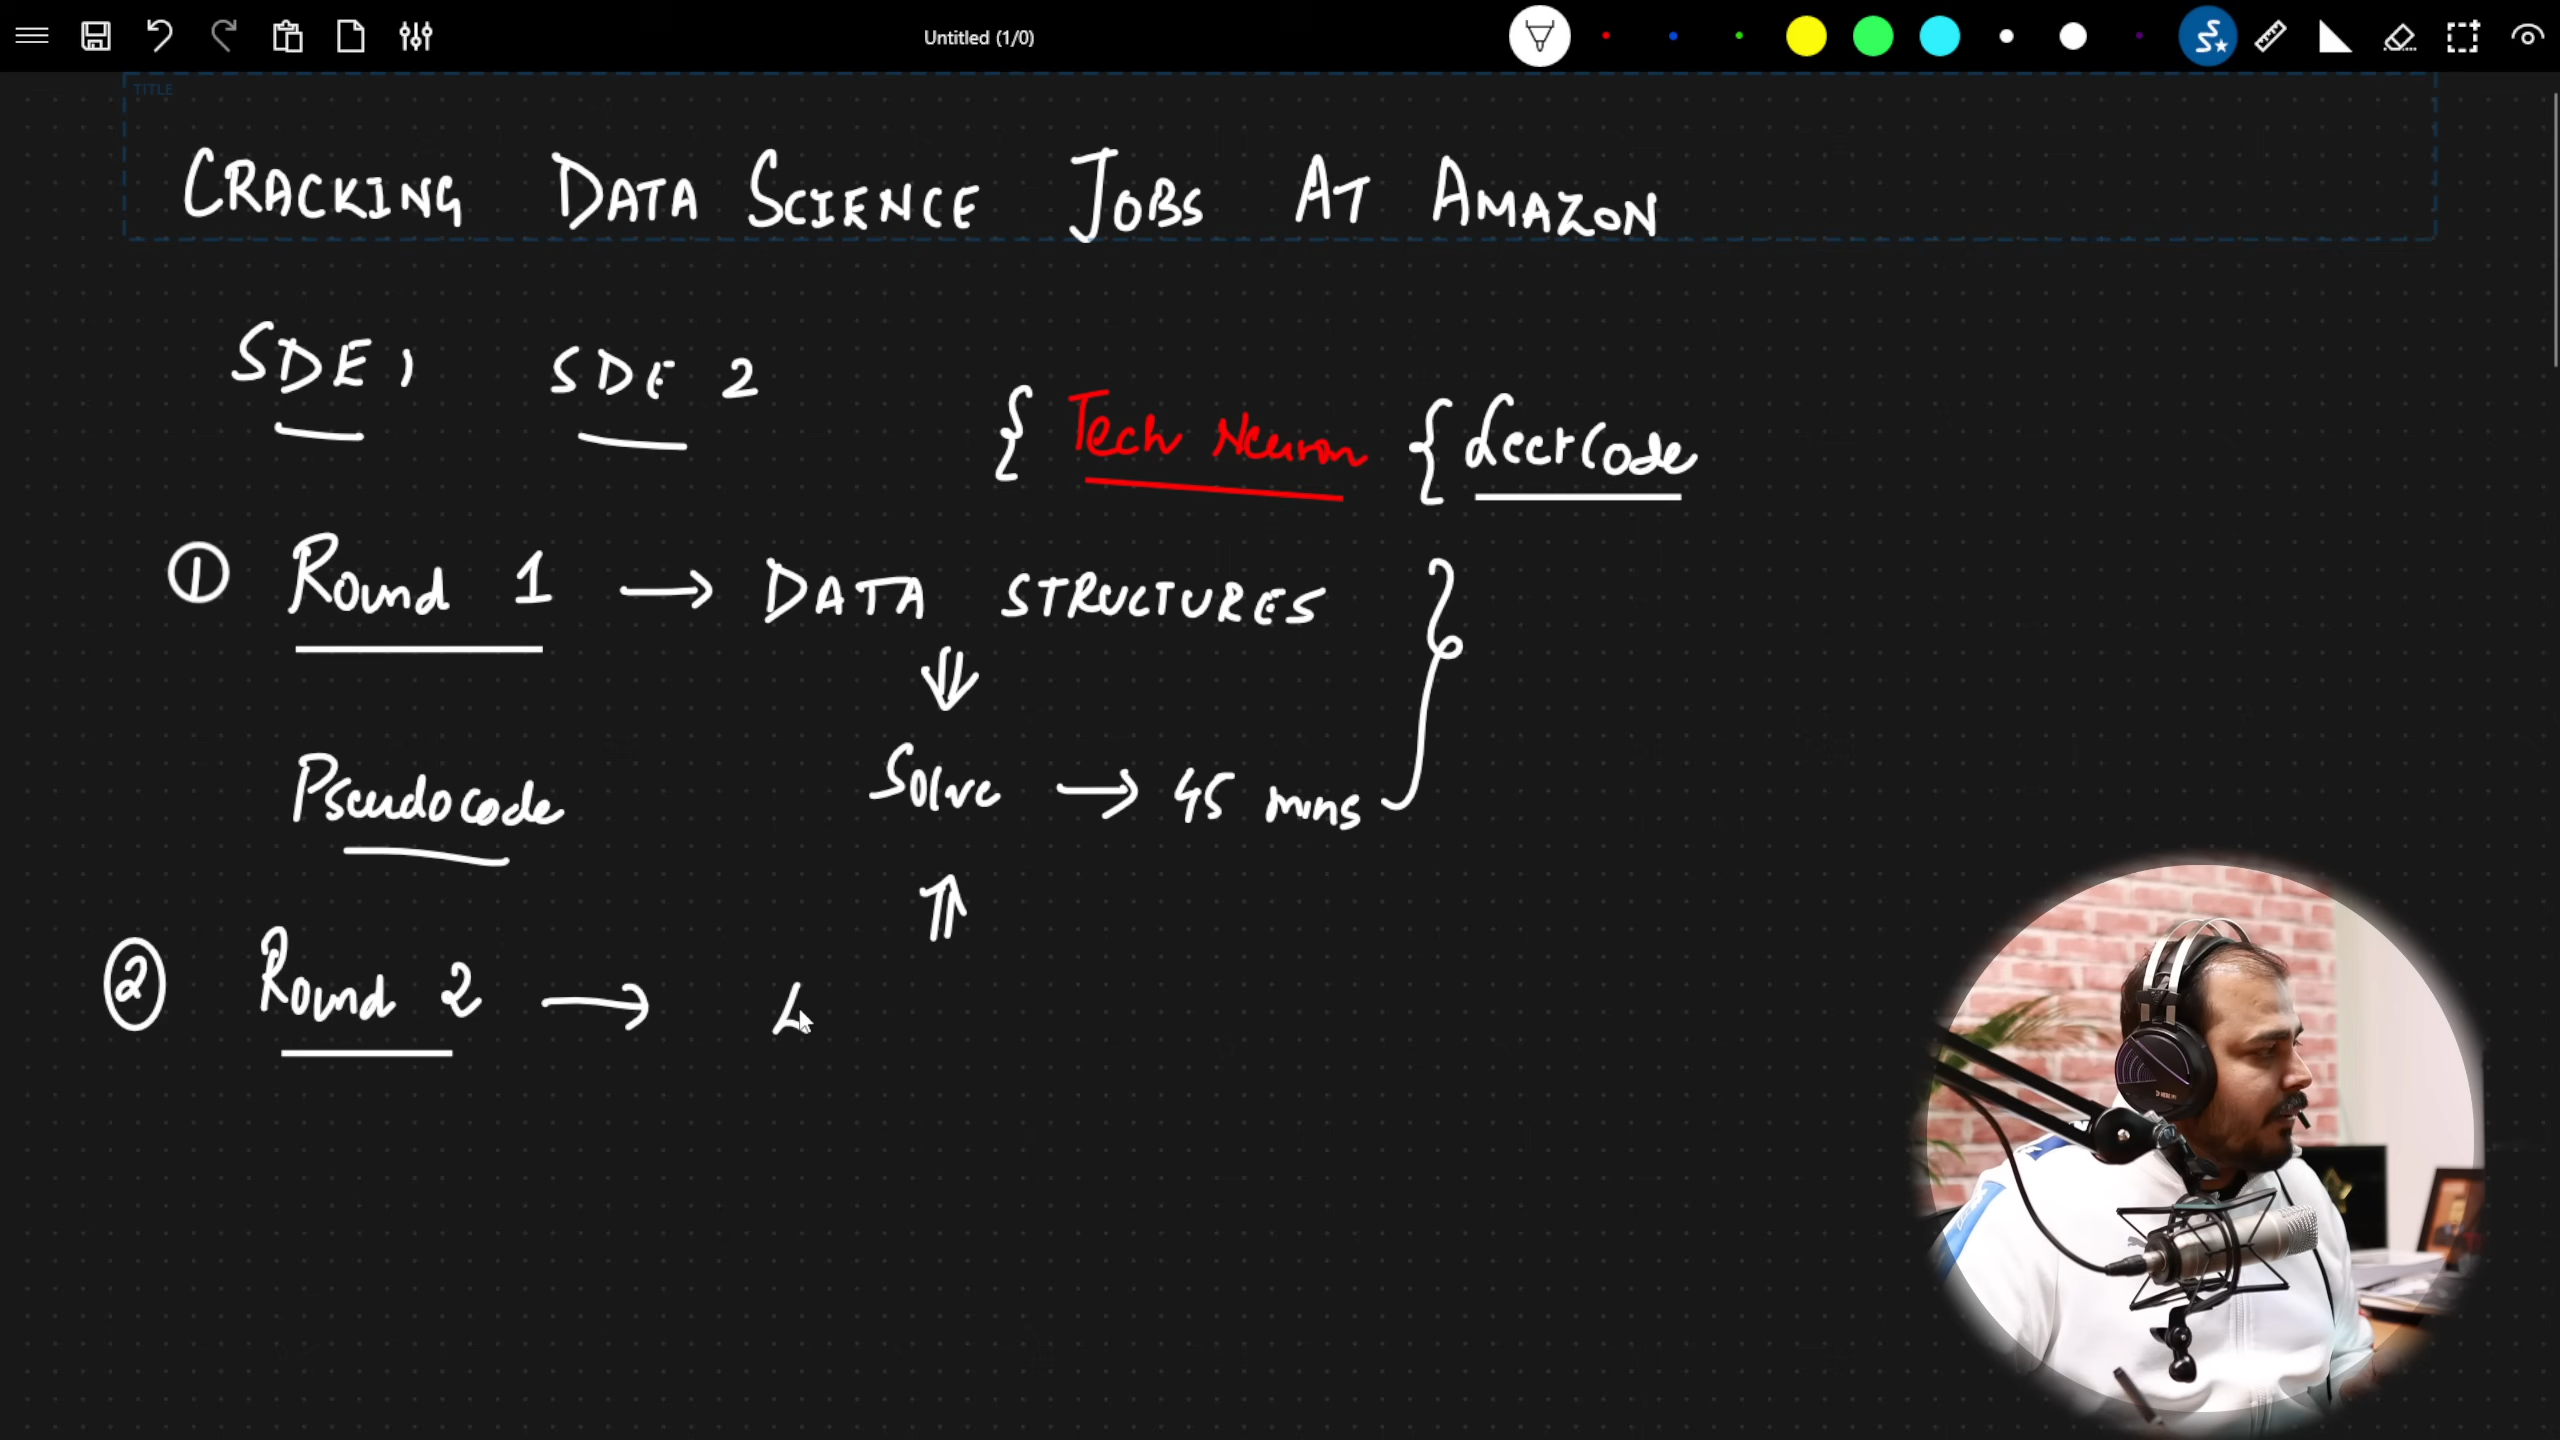 Untitled (1/0)
TITLE
CRACKING DATA SCIENCE JOBS AT AMAZON
SDE 1 SDE 2
{ Tech Neuron { LeetCode
① Round 1 → DATA STRUCTURES
⇓
Pseudocode Solve → 45 mins
⇑
② Round 2 →